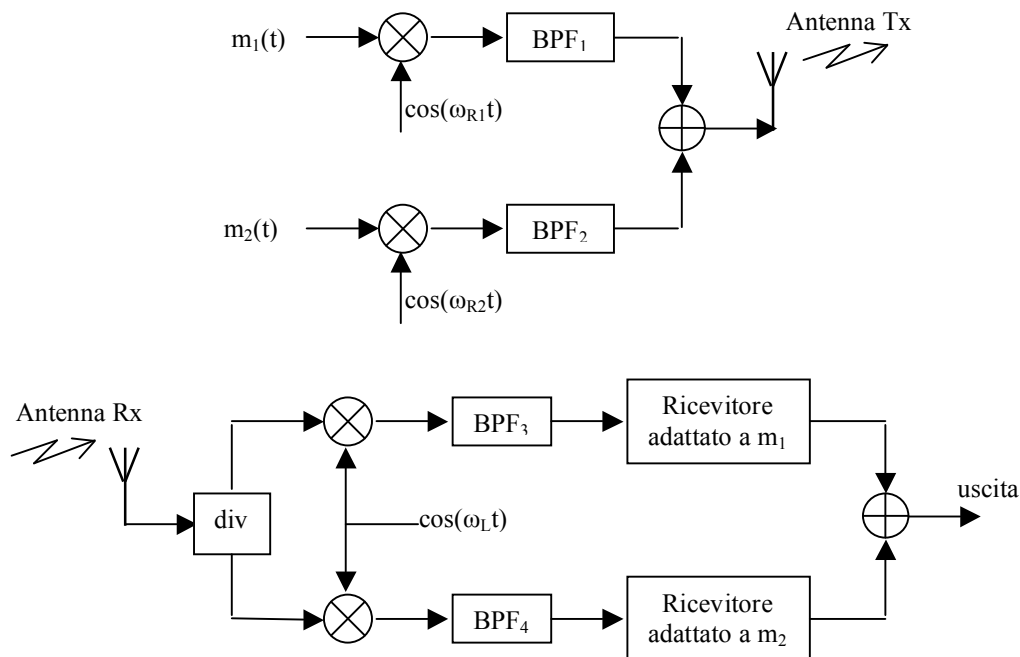 Antenna Tx
m₁(t)
BPF₁
cos(ω_R1 t)
m₂(t)
BPF₂
cos(ω_R2 t)
Antenna Rx
BPF₃
Ricevitore
adattato a m₁
div
cos(ω_L t)
uscita
BPF₄
Ricevitore
adattato a m₂